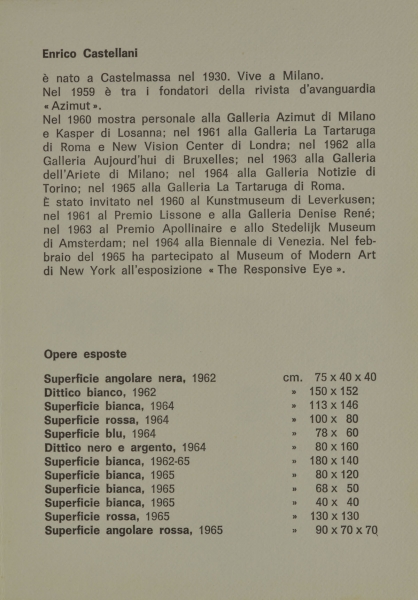 Enrico Castellani
è nato a Castelmassa nel 1930. Vive a Milano.
Nel 1959 è tra i fondatori della rivista d'avanguardia
« Azimut ».
Nel 1960 mostra personale alla Galleria Azimut di Milano
e Kasper di Losanna; nel 1961 alla Galleria La Tartaruga
di Roma e New Vision Center di Londra; nel 1962 alla
Galleria Aujourd'hui di Bruxelles; nel 1963 alla Galleria
dell'Ariete di Milano; nel 1964 alla Galleria Notizie di
Torino; nel 1965 alla Galleria La Tartaruga di Roma.
È stato invitato nel 1960 al Kunstmuseum di Leverkusen;
nel 1961 al Premio Lissone e alla Galleria Denise René;
nel 1963 al Premio Apollinaire e allo Stedelijk Museum
di Amsterdam; nel 1964 alla Biennale di Venezia. Nel feb-
braio del 1965 ha partecipato al Museum of Modern Art
di New York all'esposizione « The Responsive Eye ».
Opere esposte
Superficie angolare nera, 1962 cm. 75 x 40 x 40
Dittico bianco, 1962 » 150 x 152
Superficie bianca, 1964 » 113 x 146
Superficie rossa, 1964 » 100 x 80
Superficie blu, 1964 » 78 x 60
Dittico nero e argento, 1964 » 80 x 160
Superficie bianca, 1962-65 » 180 x 140
Superficie bianca, 1965 » 80 x 120
Superficie bianca, 1965 » 68 x 50
Superficie bianca, 1965 » 40 x 40
Superficie rossa, 1965 » 130 x 130
Superficie angolare rossa, 1965 » 90 x 70 x 70